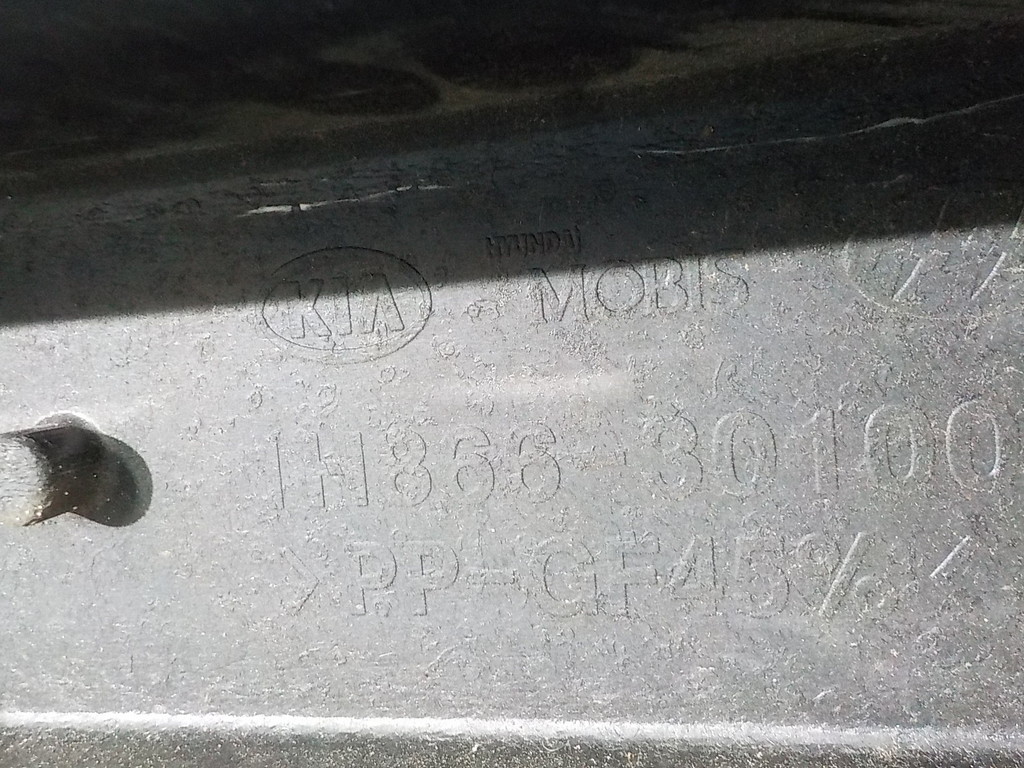 HYUNDAI
KIA MOBIS
1H866-30100
>PP-GF45%